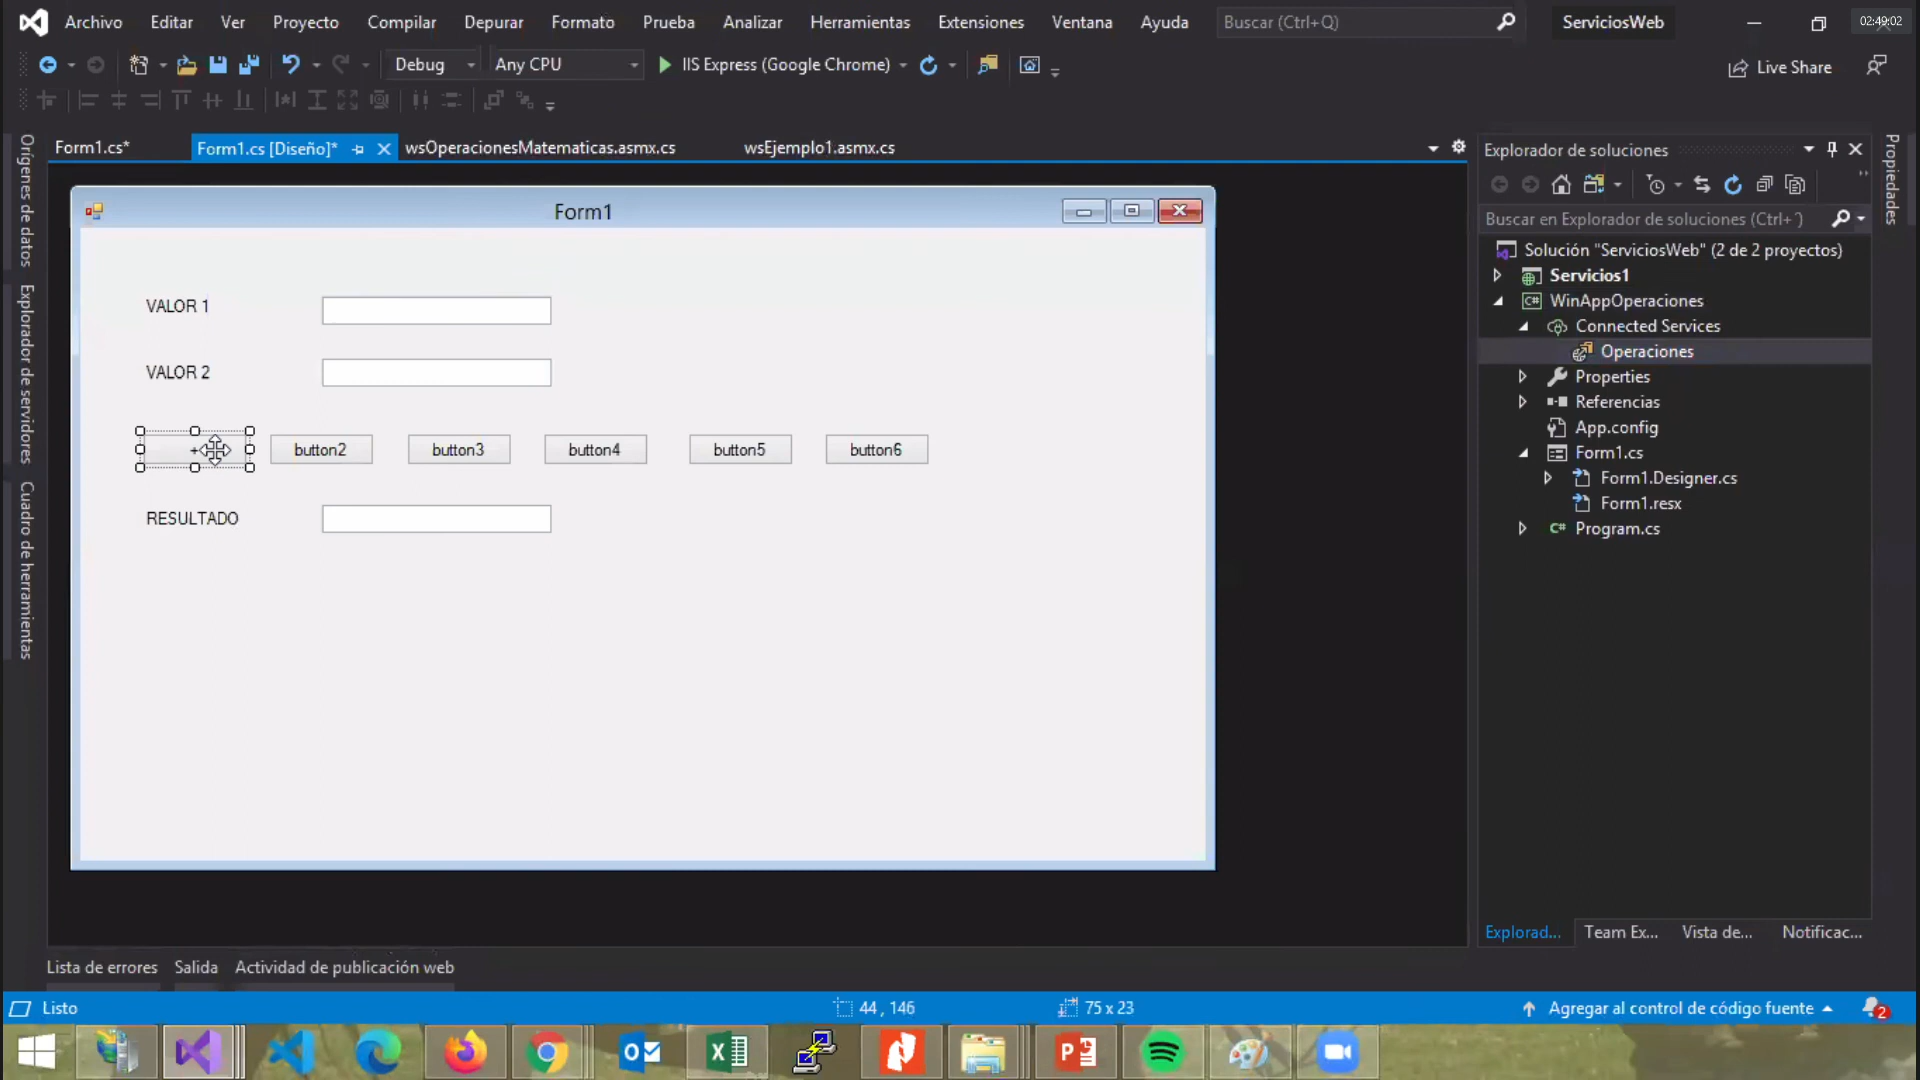 Archivo Editar Ver Proyecto Compilar Depurar Formato Prueba Analizar Herramientas Extensiones Ventana Ayuda Buscar (Ctrl+Q) ServiciosWeb 02:49:02
Debug Any CPU IIS Express (Google Chrome) Live Share
Form1.cs* Form1.cs [Diseño]* wsOperacionesMatematicas.asmx.cs wsEjemplo1.asmx.cs
Orígenes de datos
Explorador de servidores
Cuadro de herramientas
Form1
VALOR 1
VALOR 2
+ button2 button3 button4 button5 button6
RESULTADO
Explorador de soluciones
Buscar en Explorador de soluciones (Ctrl+´)
Solución "ServiciosWeb" (2 de 2 proyectos)
Servicios1
WinAppOperaciones
Connected Services
Operaciones
Properties
Referencias
App.config
Form1.cs
Form1.Designer.cs
Form1.resx
Program.cs
Explorad... Team Ex... Vista de... Notificac...
Propiedades
Lista de errores Salida Actividad de publicación web
Listo 44 , 146 75 x 23 Agregar al control de código fuente 2